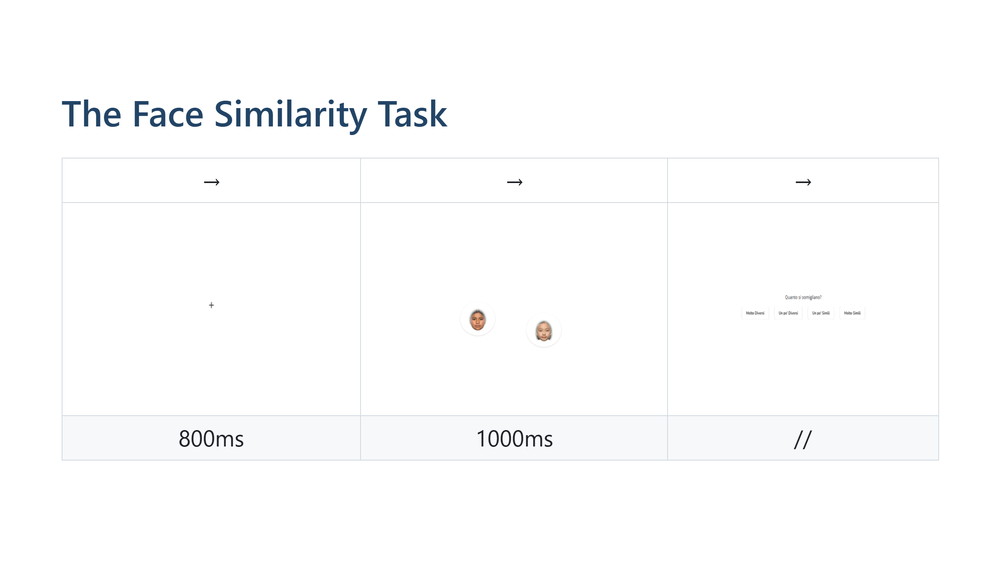 The Face Similarity Task
→ → →
+
Quanto si somigliano?
Molto Diversi Un po' Diversi Un po' Simili Molto Simili
800ms 1000ms //